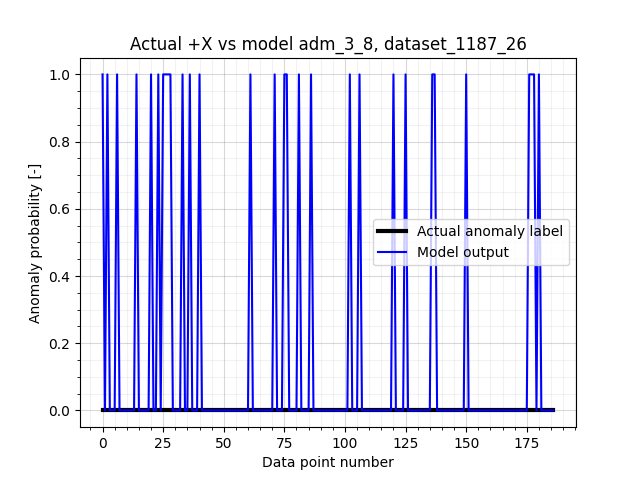 Actual +X vs model adm_3_8, dataset_1187_26
Anomaly probability [-]
1.0
0.8
0.6
0.4
0.2
0.0
Actual anomaly label
Model output
0 25 50 75 100 125 150 175
Data point number